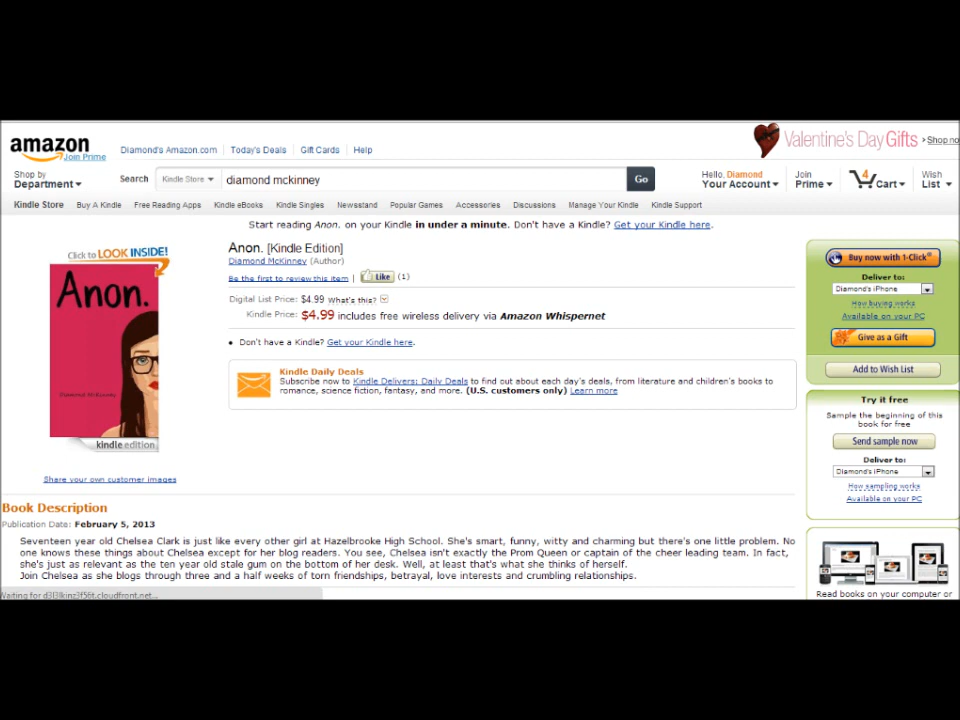 amazon
Join Prime
Diamond's Amazon.com Today's Deals Gift Cards Help
Valentine's Day Gifts › Shop no
Shop by
Department
Search Kindle Store diamond mckinney Go
Hello, Diamond
Your Account
Join
Prime
4
Cart
Wish
List
Kindle Store Buy A Kindle Free Reading Apps Kindle eBooks Kindle Singles Newsstand Popular Games Accessories Discussions Manage Your Kindle Kindle Support
Start reading Anon. on your Kindle in under a minute. Don't have a Kindle? Get your Kindle here.
Click to LOOK INSIDE!
Anon.
Diamond McKinney
kindle edition
Share your own customer images
Anon. [Kindle Edition]
Diamond McKinney (Author)
Be the first to review this item | Like (1)
Digital List Price: $4.99 What's this?
Kindle Price: $4.99 includes free wireless delivery via Amazon Whispernet
• Don't have a Kindle? Get your Kindle here.
Kindle Daily Deals
Subscribe now to Kindle Delivers: Daily Deals to find out about each day's deals, from literature and children's books to
romance, science fiction, fantasy, and more. (U.S. customers only) Learn more
Buy now with 1-Click®
Deliver to:
Diamond's iPhone
How buying works
Available on your PC
Give as a Gift
Add to Wish List
Try it free
Sample the beginning of this
book for free
Send sample now
Deliver to:
Diamond's iPhone
How sampling works
Available on your PC
Read books on your computer or
Book Description
Publication Date: February 5, 2013
Seventeen year old Chelsea Clark is just like every other girl at Hazelbrooke High School. She's smart, funny, witty and charming but there's one little problem. No
one knows these things about Chelsea except for her blog readers. You see, Chelsea isn't exactly the Prom Queen or captain of the cheer leading team. In fact,
she's just as relevant as the ten year old stale gum on the bottom of her desk. Well, at least that's what she thinks of herself.
Join Chelsea as she blogs through three and a half weeks of torn friendships, betrayal, love interests and crumbling relationships.